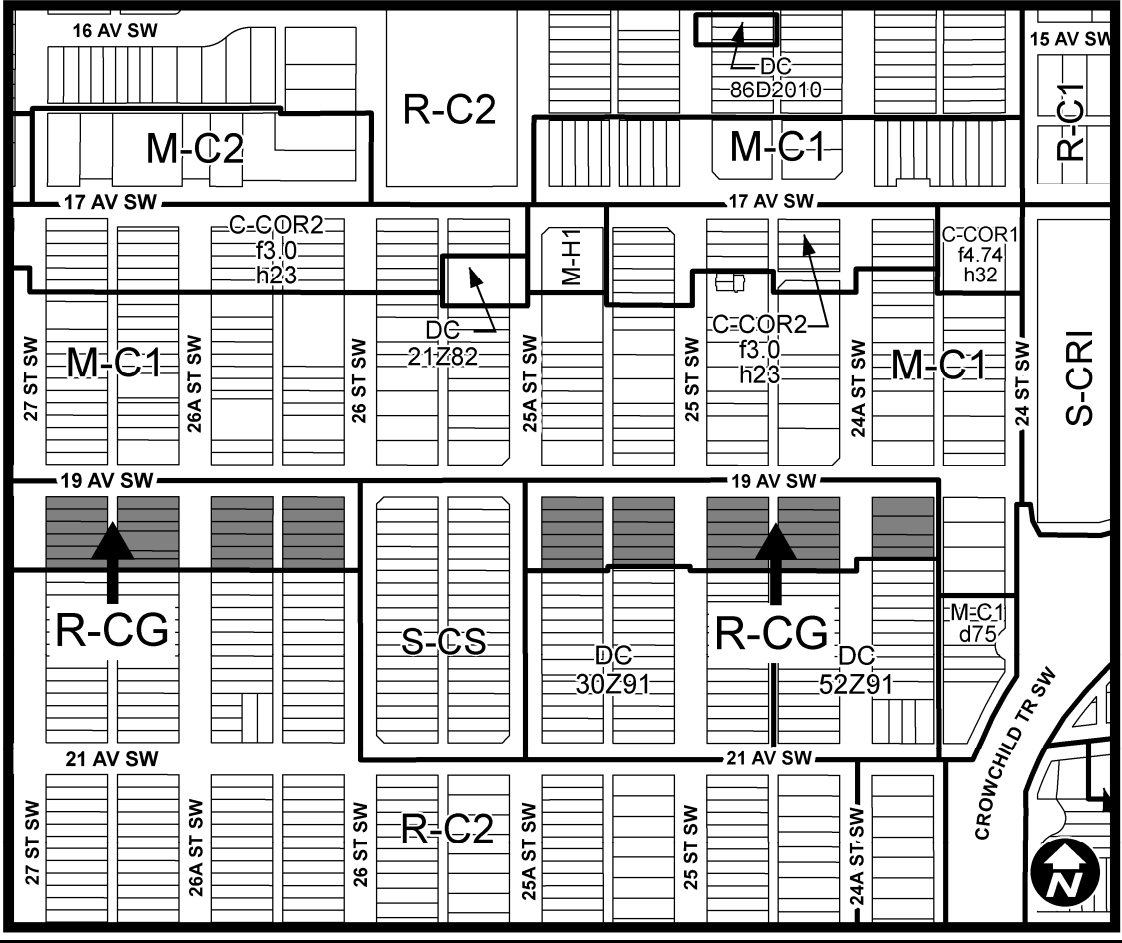 16 AV SW
15 AV SW
DC
86D2010
R-C2
R-C1
M-C2
M-C1
17 AV SW
17 AV SW
C-COR2
f3.0
h23
M-H1
C-COR1
f4.74
h32
DC
21Z82
C-COR2
f3.0
h23
27 ST SW
M-C1
26A ST SW
26 ST SW
25A ST SW
25 ST SW
24A ST SW
M-C1
24 ST SW
S-CRI
19 AV SW
19 AV SW
R-CG
S-CS
DC
30Z91
R-CG
DC
52Z91
M-C1
d75
21 AV SW
21 AV SW
CROWCHILD TR SW
27 ST SW
26A ST SW
26 ST SW
R-C2
25A ST SW
25 ST SW
24A ST SW
N